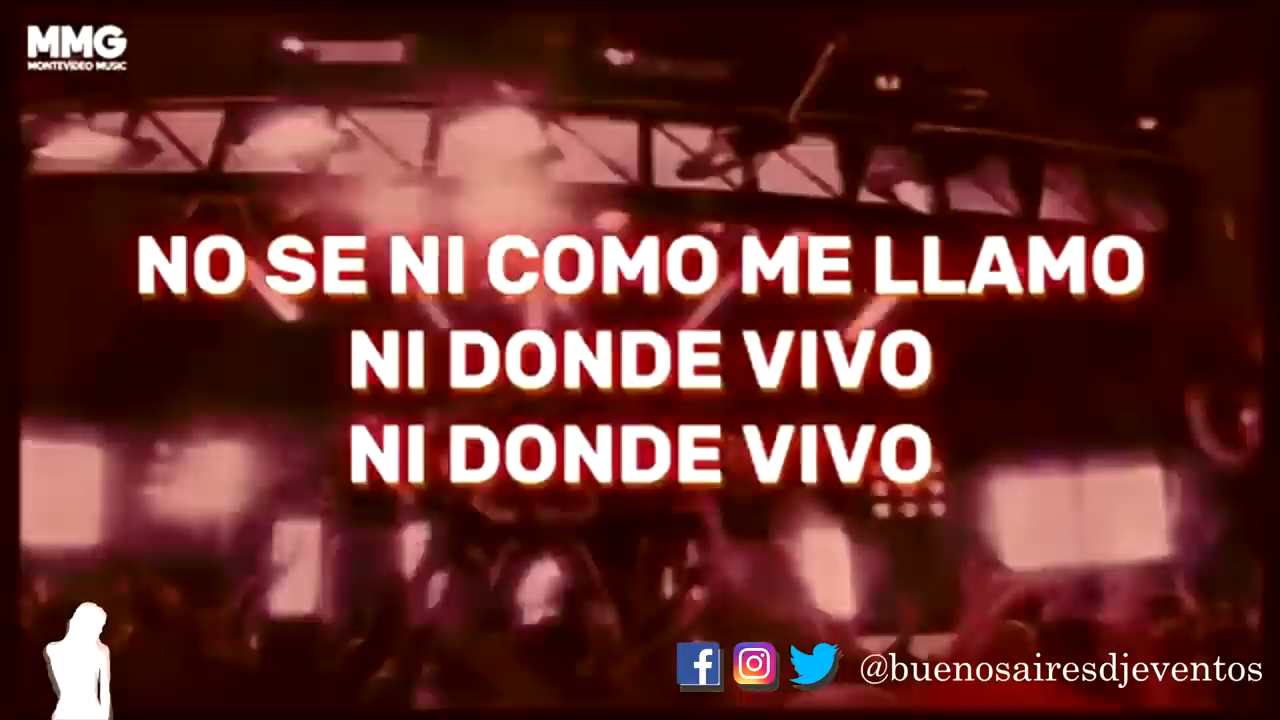 MMG
MONTEVIDEO MUSIC
NO SE NI COMO ME LLAMO
NI DONDE VIVO
NI DONDE VIVO
@buenosairesdjeventos